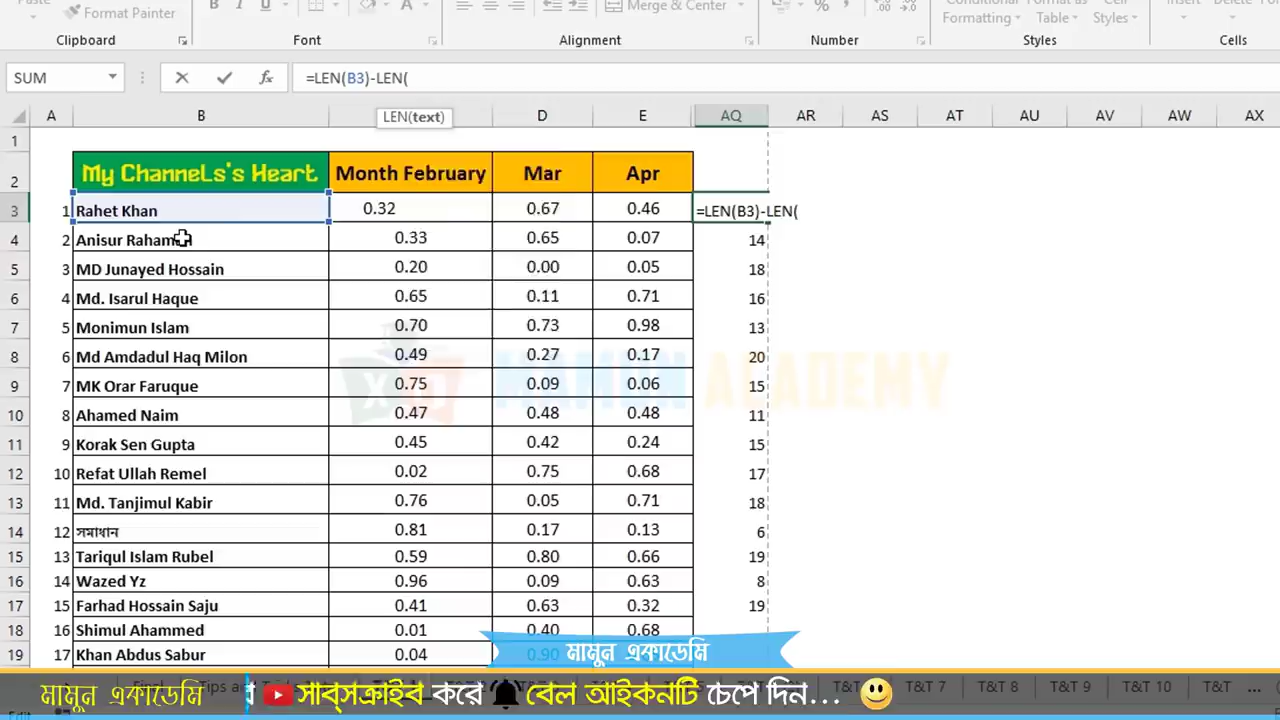 Paste Format Painter B I U Merge & Center % Conditional Format as Cell Insert
Formatting Table Styles
Clipboard Font Alignment Number Styles Cells
SUM fx =LEN(B3)-LEN(
LEN(text)
A B D E AQ AR AS AT AU AV AW AX
1
2 My Channels's Heart Month February Mar Apr
3 1 Rahet Khan 0.32 0.67 0.46 =LEN(B3)-LEN(
4 2 Anisur Raham 0.33 0.65 0.07 14
5 3 MD Junayed Hossain 0.20 0.00 0.05 18
6 4 Md. Isarul Haque 0.65 0.11 0.71 16
7 5 Monimun Islam 0.70 0.73 0.98 13
8 6 Md Amdadul Haq Milon 0.49 0.27 0.17 20
9 7 MK Orar Faruque 0.75 0.09 0.06 15
MAMUN ACADEMY
10 8 Ahamed Naim 0.47 0.48 0.48 11
11 9 Korak Sen Gupta 0.45 0.42 0.24 15
12 10 Refat Ullah Remel 0.02 0.75 0.68 17
13 11 Md. Tanjimul Kabir 0.76 0.05 0.71 18
14 12 সমাধান 0.81 0.17 0.13 6
15 13 Tariqul Islam Rubel 0.59 0.80 0.66 19
16 14 Wazed Yz 0.96 0.09 0.63 8
17 15 Farhad Hossain Saju 0.41 0.63 0.32 19
18 16 Shimul Ahammed 0.01 0.40 0.68
19 17 Khan Abdus Sabur 0.04 0.90
মামুন একাডেমি
মামুন একাডেমি র সাবসক্রাইব করে বেল আইকনটি চেপে দিন...
T&T 7 T&T 8 T&T 9 T&T 10 T&T ...